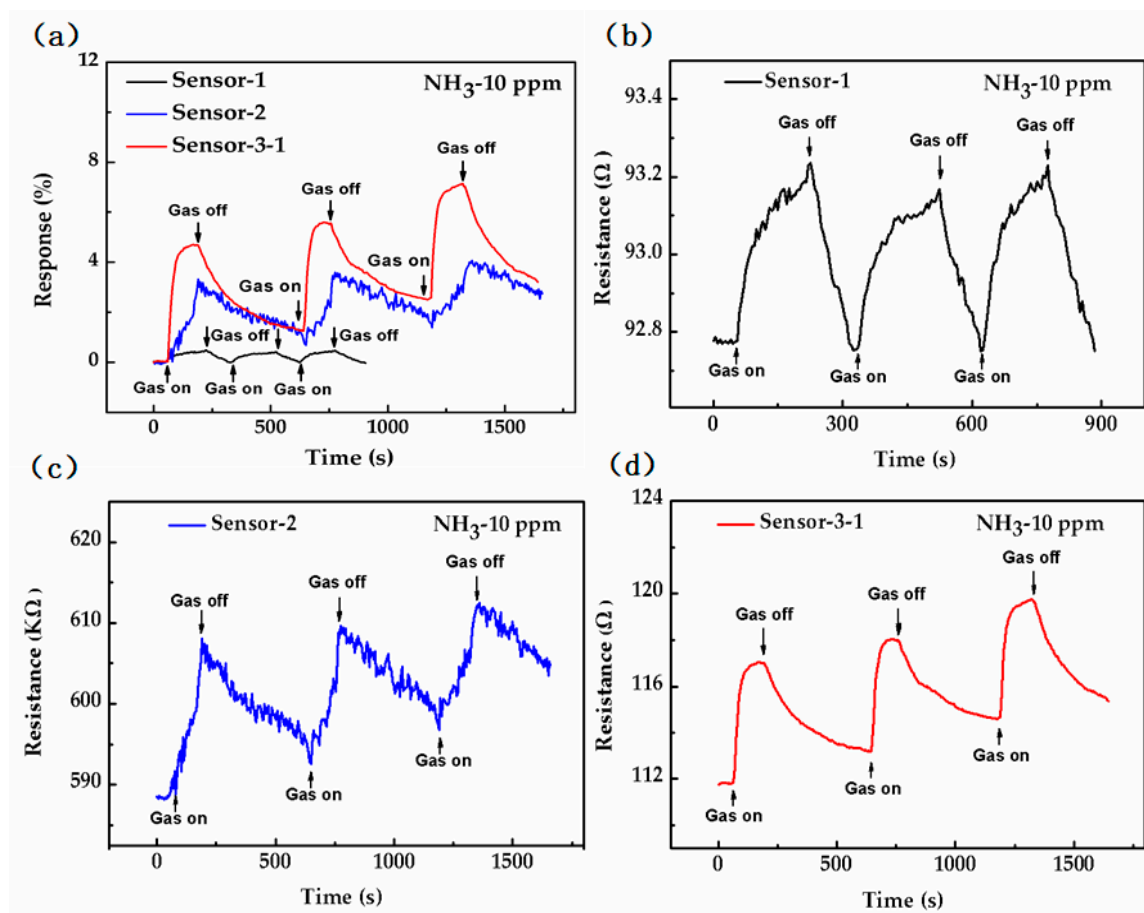 (a)
12
8
4
0
Response (%)
Sensor-1
Sensor-2
Sensor-3-1
NH3-10 ppm
Gas off
Gas off
Gas off
Gas on
Gas on
Gas off
Gas off
Gas off
Gas on
Gas on
Gas on
0
500
1000
1500
Time (s)
(b)
93.4
93.2
93.0
92.8
Resistance (Ω)
Sensor-1
NH3-10 ppm
Gas off
Gas off
Gas off
Gas on
Gas on
Gas on
0
300
600
900
Time (s)
(c)
620
610
600
590
Resistance (KΩ)
Sensor-2
NH3-10 ppm
Gas off
Gas off
Gas off
Gas on
Gas on
Gas on
0
500
1000
1500
Time (s)
(d)
124
120
116
112
Resistance (Ω)
Sensor-3-1
NH3-10 ppm
Gas off
Gas off
Gas off
Gas on
Gas on
Gas on
0
500
1000
1500
Time (s)